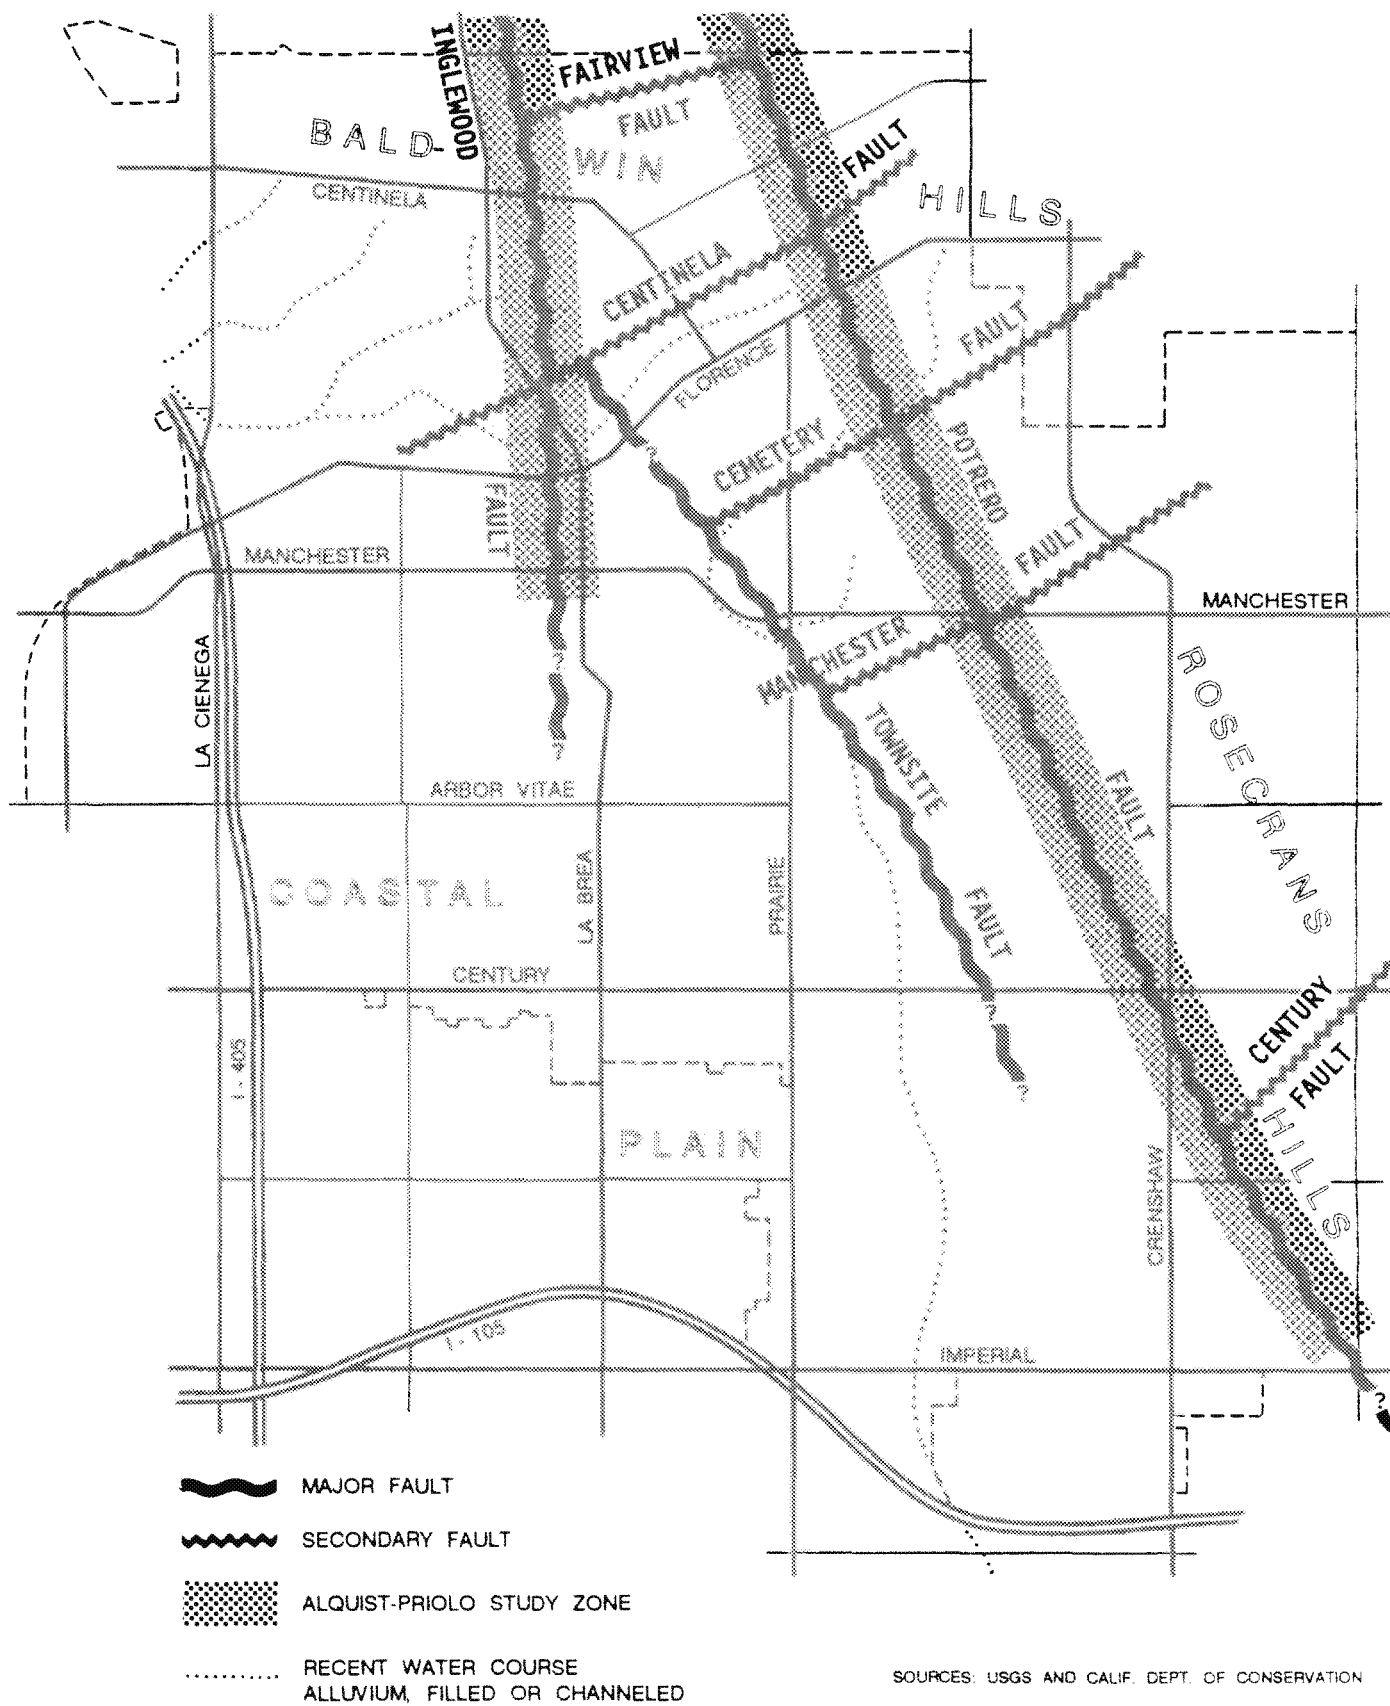 INGLEWOOD
FAIRVIEW
FAULT
BALD-
WIN
FAULT
HILLS
CENTINELA
CENTINELA
FAULT
FLORENCE
CEMETERY
POTRERO
FAULT
FAULT
MANCHESTER
MANCHESTER
?
MANCHESTER
ROSECRANS
LA CIENEGA
?
?
TOWNSITE
FAULT
ARBOR VITAE
COASTAL
LA BREA
PRAIRIE
FAULT
CENTURY
CENTURY
FAULT
?
I - 405
?
HILLS
PLAIN
CRENSHAW
I - 105
IMPERIAL
?
MAJOR FAULT
SECONDARY FAULT
ALQUIST-PRIOLO STUDY ZONE
RECENT WATER COURSE
ALLUVIUM, FILLED OR CHANNELED
SOURCES: USGS AND CALIF. DEPT. OF CONSERVATION